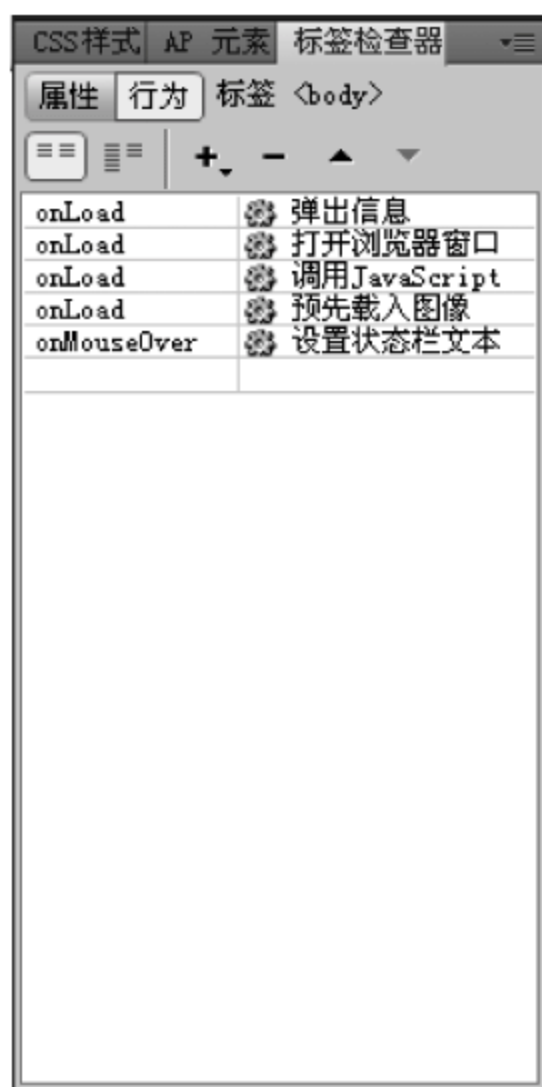 CSS样式 AP 元素 标签检查器
属性 行为 标签 <body>
onLoad 弹出信息
onLoad 打开浏览器窗口
onLoad 调用JavaScript
onLoad 预先载入图像
onMouseOver 设置状态栏文本